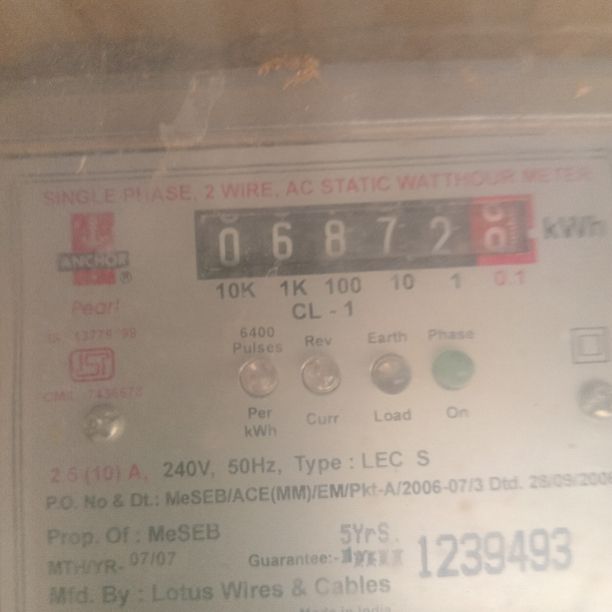 SINGLE PHASE, 2 WIRE, AC STATIC WATTHOUR METER
ANCHOR ®
Pearl
0 6 8 7 2 kWh
10K 1K 100 10 1 0.1
CL - 1
6400 Pulses Per kWh
Rev Curr
Earth Load
Phase On
ISI
2.5 (10) A, 240V, 50Hz, Type : LEC S
P.O. No & Dt.: MeSEB/ACE(MM)/EM/Pkt-A/2006-07/3 Dtd. 28/09/2006
Prop. Of : MeSEB
MTH/YR- 07/07
5YrS.
Guarantee:-
1239493
Mfd. By : Lotus Wires & Cables
Made in India